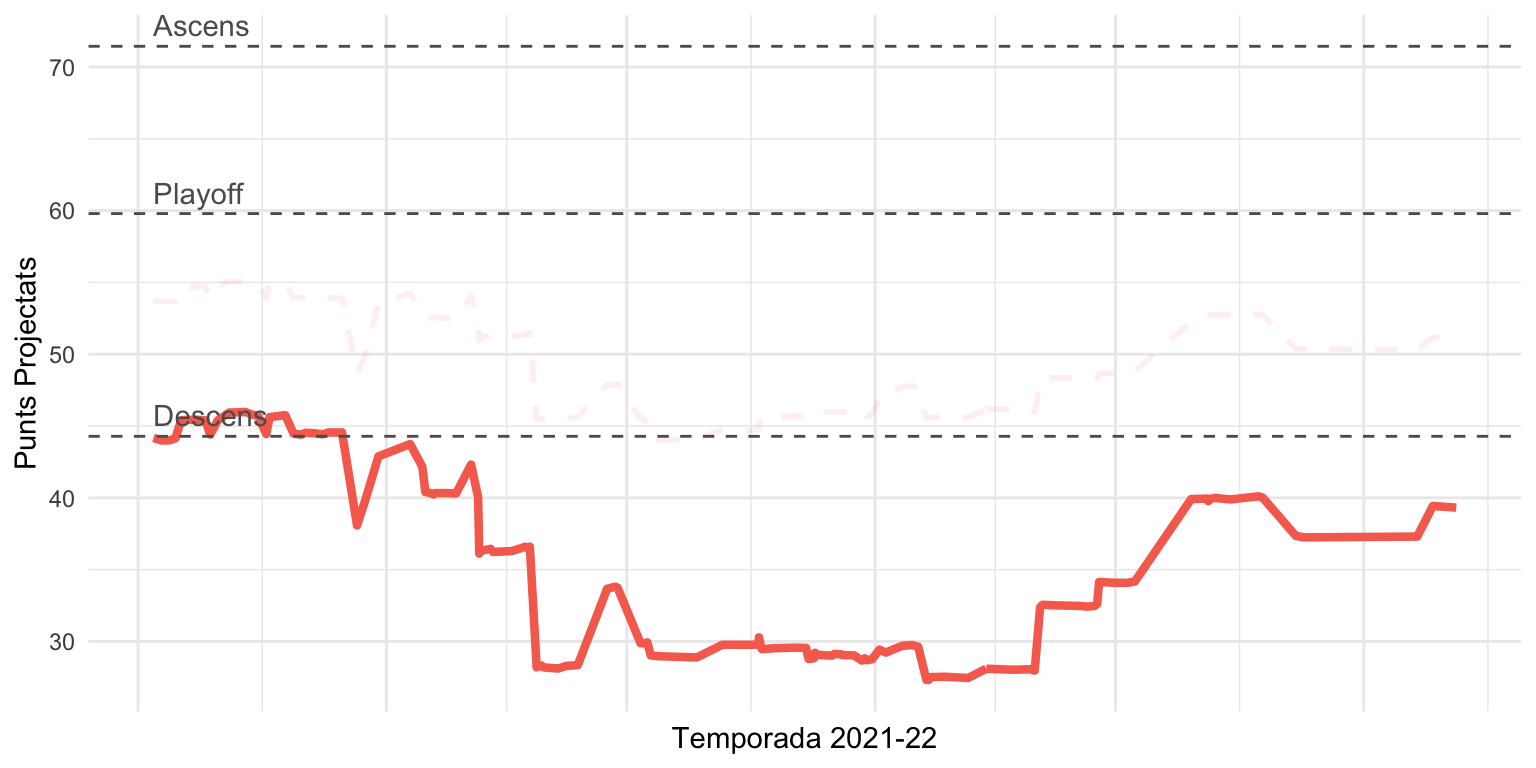 Ascens
70
Playoff
60
50
Descens
40
30
Punts Projectats
Temporada 2021-22